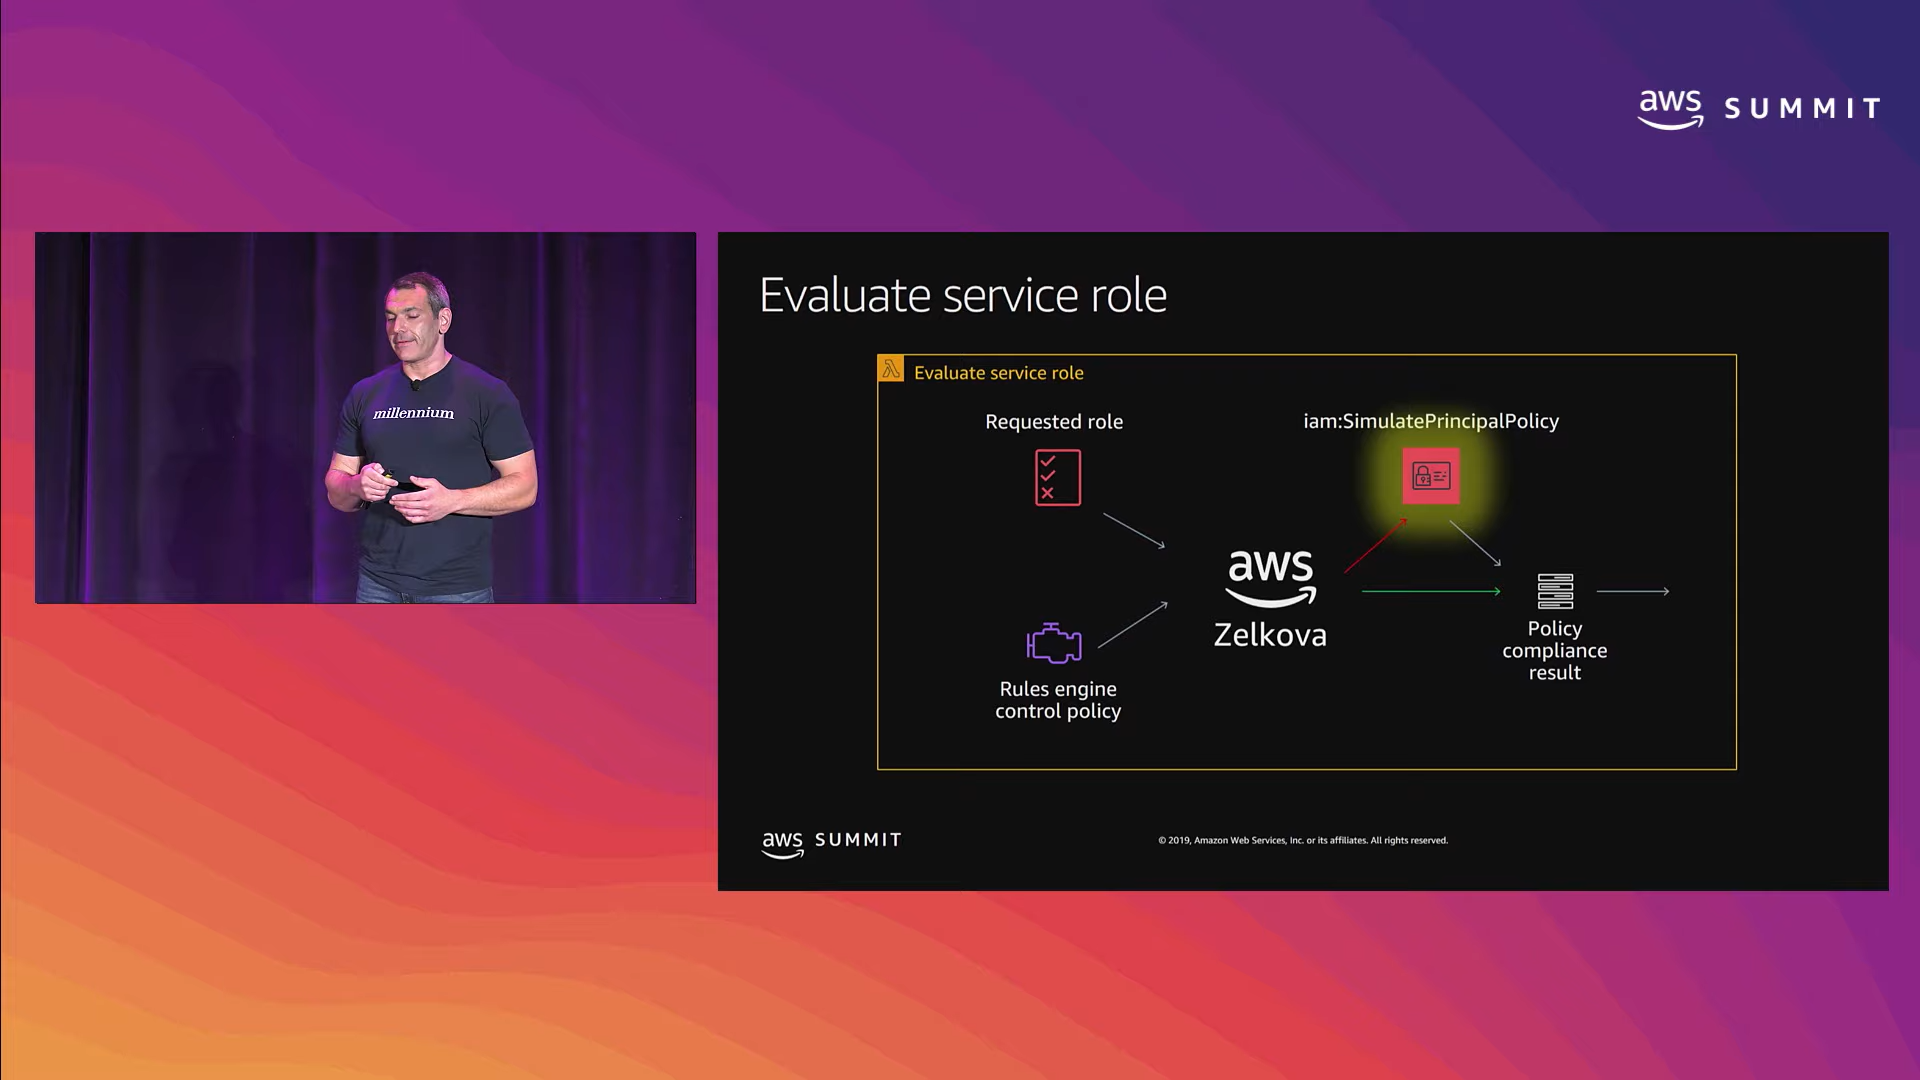 aws SUMMIT
millennium
Evaluate service role
Evaluate service role
Requested role
iam:SimulatePrincipalPolicy
aws
Zelkova
Rules engine
control policy
Policy
compliance
result
aws SUMMIT
© 2019, Amazon Web Services, Inc. or its affiliates. All rights reserved.